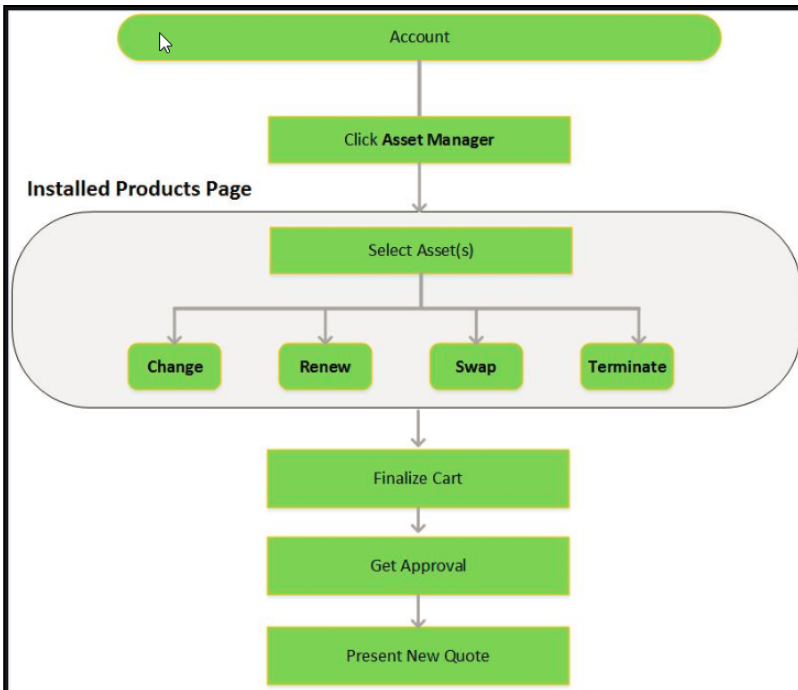 Account
Click Asset Manager
Installed Products Page
Select Asset(s)
Change Renew Swap Terminate
Finalize Cart
Get Approval
Present New Quote